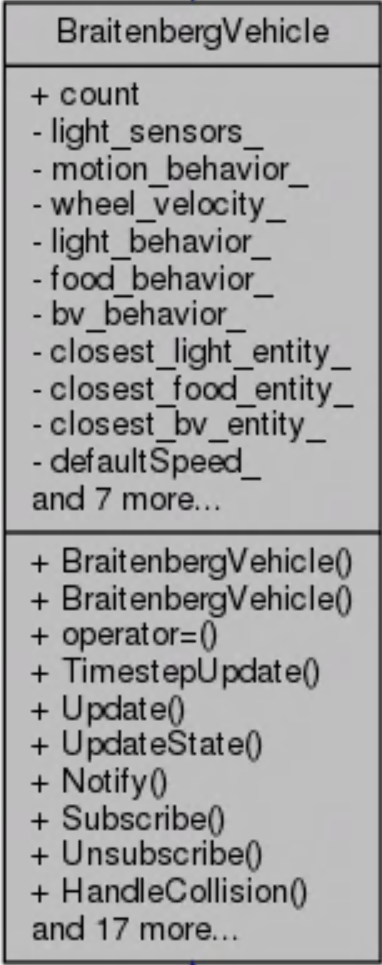 BraitenbergVehicle
+ count
- light_sensors_
- motion_behavior_
- wheel_velocity_
- light_behavior_
- food_behavior_
- bv_behavior_
- closest_light_entity_
- closest_food_entity_
- closest_bv_entity_
- defaultSpeed_
and 7 more...
+ BraitenbergVehicle()
+ BraitenbergVehicle()
+ operator=()
+ TimestepUpdate()
+ Update()
+ UpdateState()
+ Notify()
+ Subscribe()
+ Unsubscribe()
+ HandleCollision()
and 17 more...